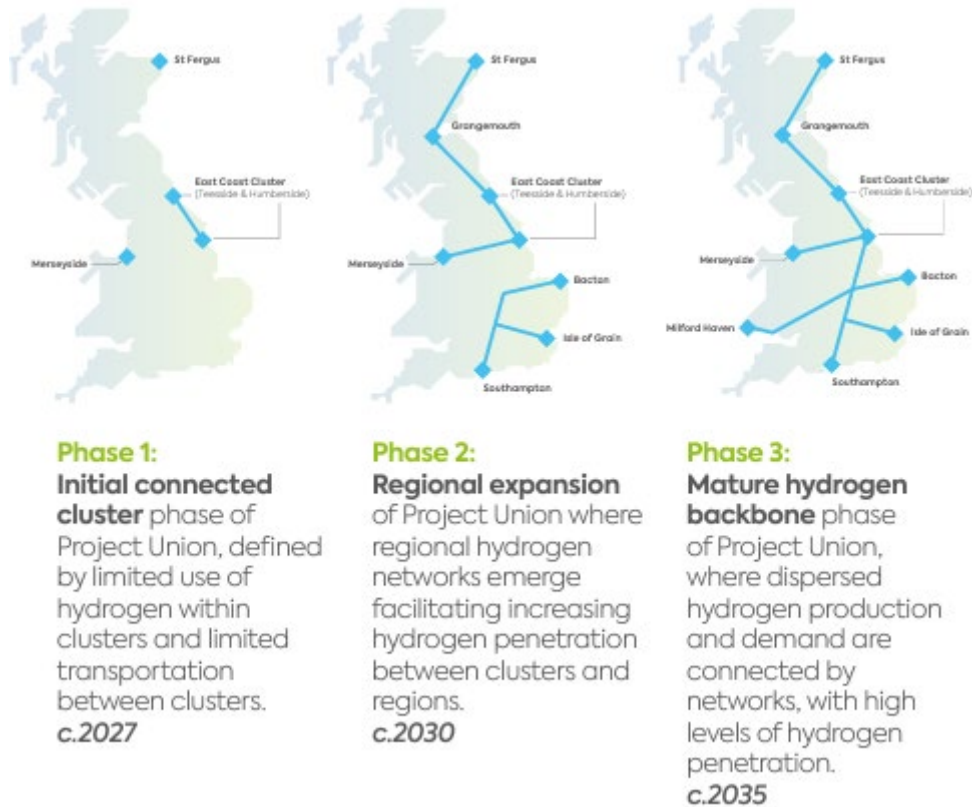 St Fergus
East Coast Cluster
(Teesside & Humberside)
Merseyside
St Fergus
Grangemouth
East Coast Cluster
(Teesside & Humberside)
Merseyside
Bacton
Isle of Grain
Southampton
St Fergus
Grangemouth
East Coast Cluster
(Teesside & Humberside)
Merseyside
Bacton
Milford Haven
Isle of Grain
Southampton
Phase 1:
Initial connected
cluster phase of
Project Union, defined
by limited use of
hydrogen within
clusters and limited
transportation
between clusters.
c.2027
Phase 2:
Regional expansion
of Project Union where
regional hydrogen
networks emerge
facilitating increasing
hydrogen penetration
between clusters and
regions.
c.2030
Phase 3:
Mature hydrogen
backbone phase
of Project Union,
where dispersed
hydrogen production
and demand are
connected by
networks, with high
levels of hydrogen
penetration.
c.2035